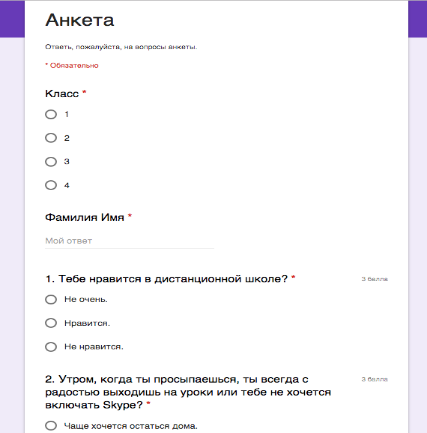 Анкета
Ответь, пожалуйста, на вопросы анкеты.
* Обязательно
Класс *
1
2
3
4
Фамилия Имя *
Мой ответ
1. Тебе нравится в дистанционной школе? *
3 балла
Не очень.
Нравится.
Не нравится.
2. Утром, когда ты просыпаешься, ты всегда с
3 балла
радостью выходишь на уроки или тебе не хочется
включать Skype? *
Чаще хочется остаться дома.